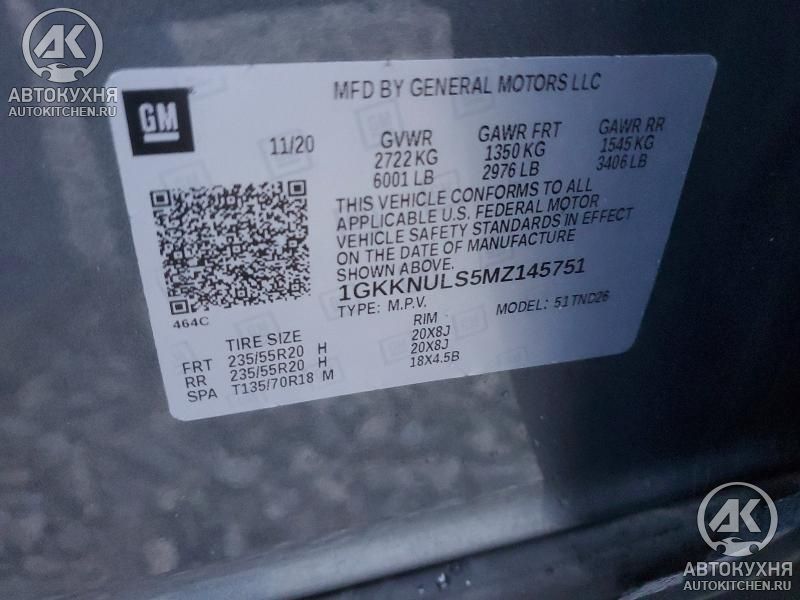 AK
АВТОКУХНЯ
AUTOKITCHEN.RU
GM
MFD BY GENERAL MOTORS LLC
11/20
GVWR GAWR FRT GAWR RR
2722 KG 1350 KG 1545 KG
6001 LB 2976 LB 3406 LB
THIS VEHICLE CONFORMS TO ALL
APPLICABLE U.S. FEDERAL MOTOR
VEHICLE SAFETY STANDARDS IN EFFECT
ON THE DATE OF MANUFACTURE
SHOWN ABOVE.
1GKKNULS5MZ145751
TYPE: M.P.V. MODEL: 51TND26
464C
TIRE SIZE RIM
FRT 235/55R20 H 20X8J
RR 235/55R20 H 20X8J
SPA T135/70R18 M 18X4.5B
AK
АВТОКУХНЯ
AUTOKITCHEN.RU